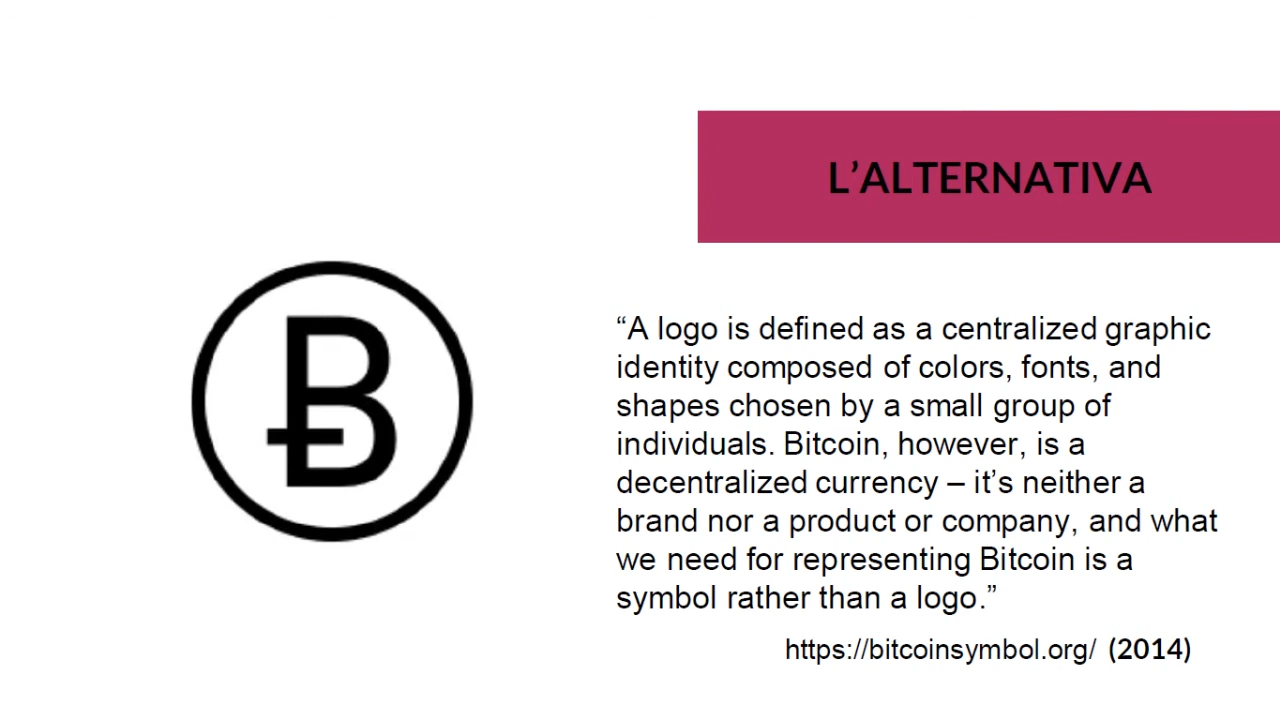 L’ALTERNATIVA
“A logo is defined as a centralized graphic
identity composed of colors, fonts, and
shapes chosen by a small group of
individuals. Bitcoin, however, is a
decentralized currency – it’s neither a
brand nor a product or company, and what
we need for representing Bitcoin is a
symbol rather than a logo.”
https://bitcoinsymbol.org/ (2014)